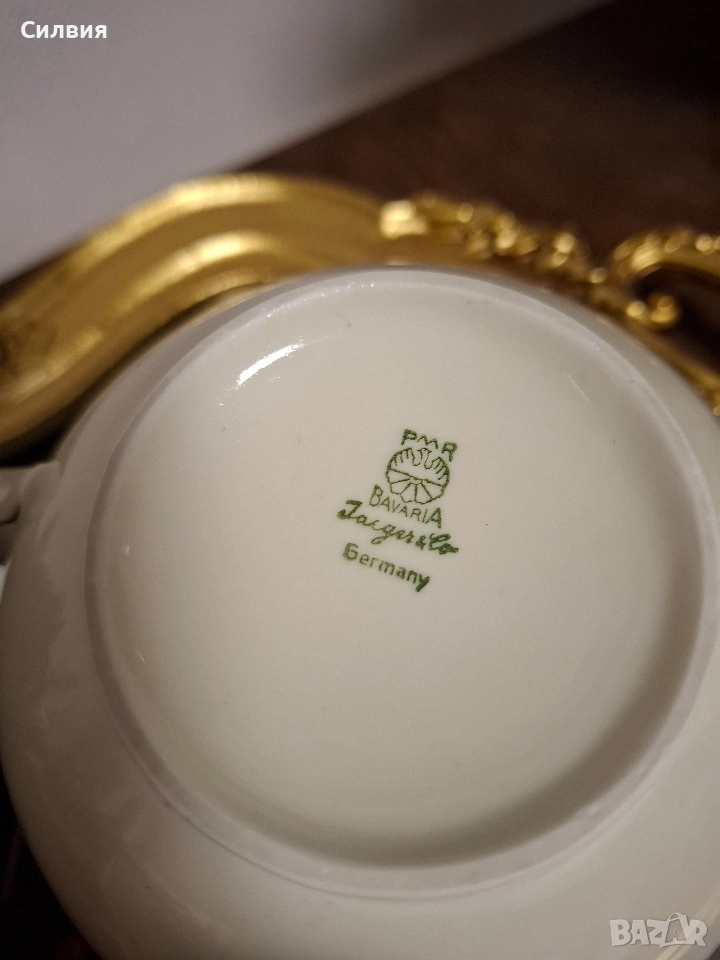 Силвия
PMR
BAVARIA
Jaeger & Co
Germany
BAZAR